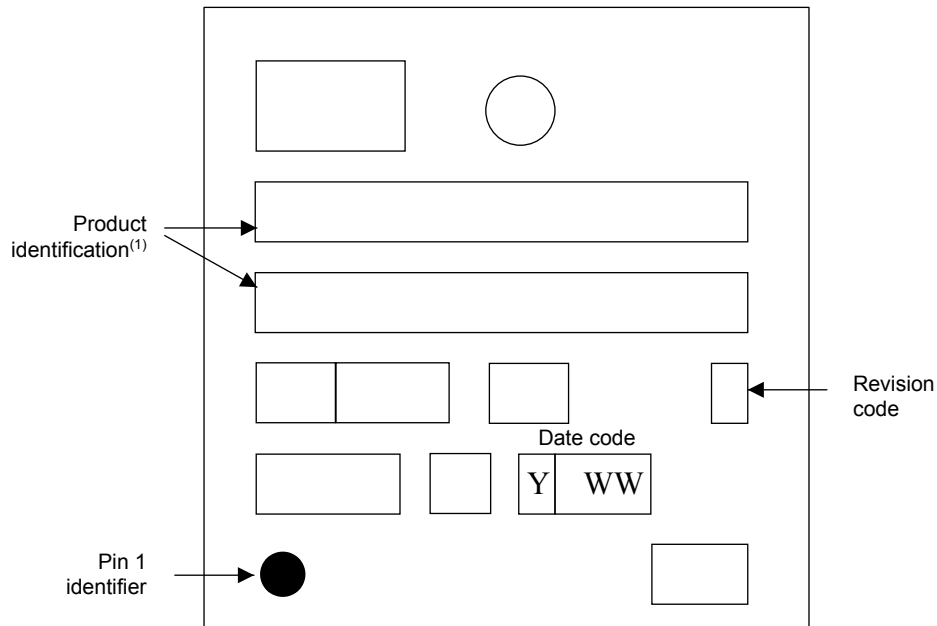 Product
identification(1)
Revision
code
Date code
Y WW
Pin 1
identifier